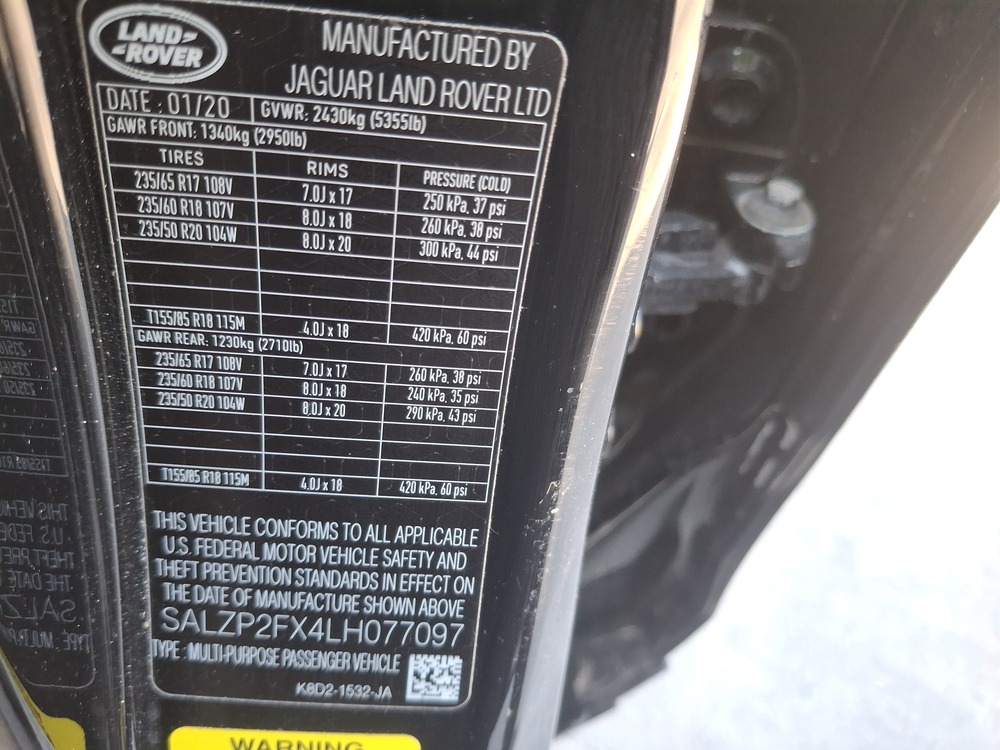 LAND-
-ROVER
MANUFACTURED BY
JAGUAR LAND ROVER LTD
DATE : 01/20 GVWR: 2430kg (5355lb)
GAWR FRONT: 1340kg (2950lb)
TIRES RIMS PRESSURE (COLD)
235/65 R17 108V 7.0J x 17 250 kPa, 37 psi
235/60 R18 107V 8.0J x 18 260 kPa, 38 psi
235/50 R20 104W 8.0J x 20 300 kPa, 44 psi
T155/85 R18 115M 4.0J x 18 420 kPa, 60 psi
GAWR REAR: 1230kg (2710lb)
235/65 R17 108V 7.0J x 17 260 kPa, 38 psi
235/60 R18 107V 8.0J x 18 240 kPa, 35 psi
235/50 R20 104W 8.0J x 20 290 kPa, 43 psi
T155/85 R18 115M 4.0J x 18 420 kPa, 60 psi
THIS VEHICLE CONFORMS TO ALL APPLICABLE
U.S. FEDERAL MOTOR VEHICLE SAFETY AND
THEFT PREVENTION STANDARDS IN EFFECT ON
THE DATE OF MANUFACTURE SHOWN ABOVE
SALZP2FX4LH077097
TYPE : MULTI-PURPOSE PASSENGER VEHICLE
K8D2-1532-JA
WARNING